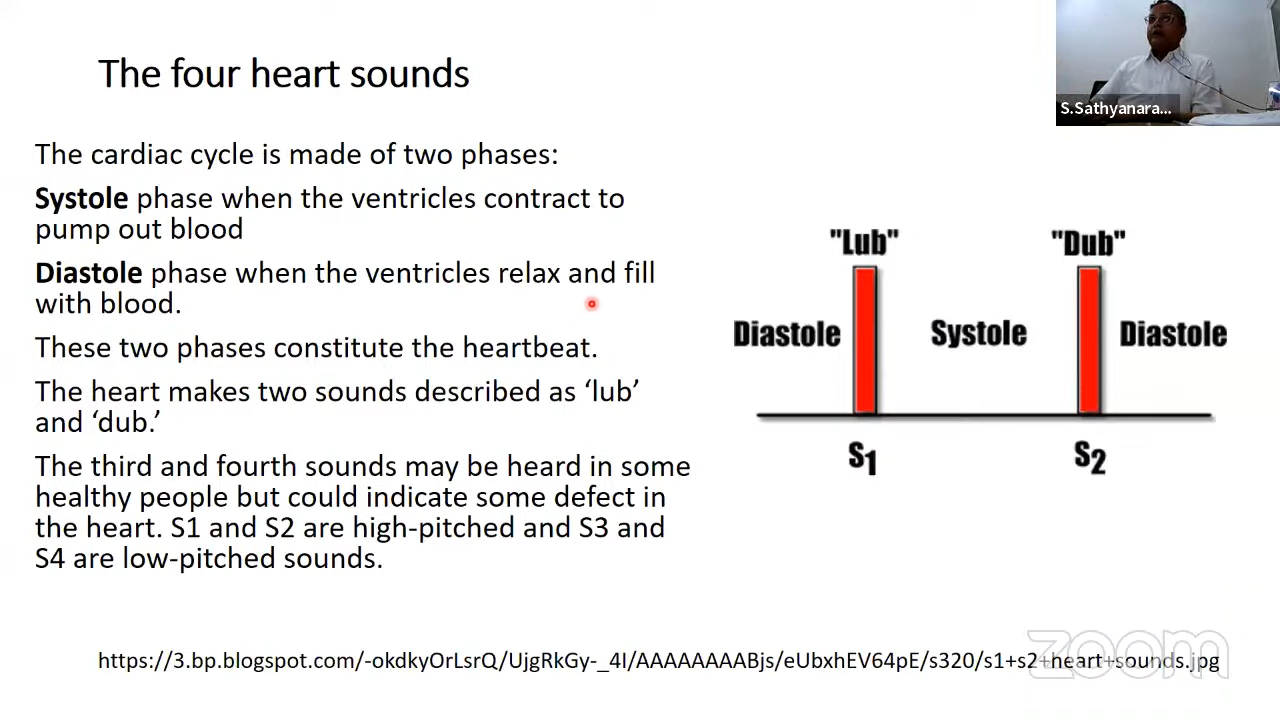 The four heart sounds
S.Sathyanara...
The cardiac cycle is made of two phases:
Systole phase when the ventricles contract to
pump out blood
Diastole phase when the ventricles relax and fill
with blood.
These two phases constitute the heartbeat.
The heart makes two sounds described as ‘lub’
and ‘dub.’
The third and fourth sounds may be heard in some
healthy people but could indicate some defect in
the heart. S1 and S2 are high-pitched and S3 and
S4 are low-pitched sounds.
"Lub" "Dub"
Diastole Systole Diastole
S1 S2
https://3.bp.blogspot.com/-okdkyOrLsrQ/UjgRkGy-_4I/AAAAAAAABjs/eUbxhEV64pE/s320/s1+s2+heart+sounds.jpg
zoom